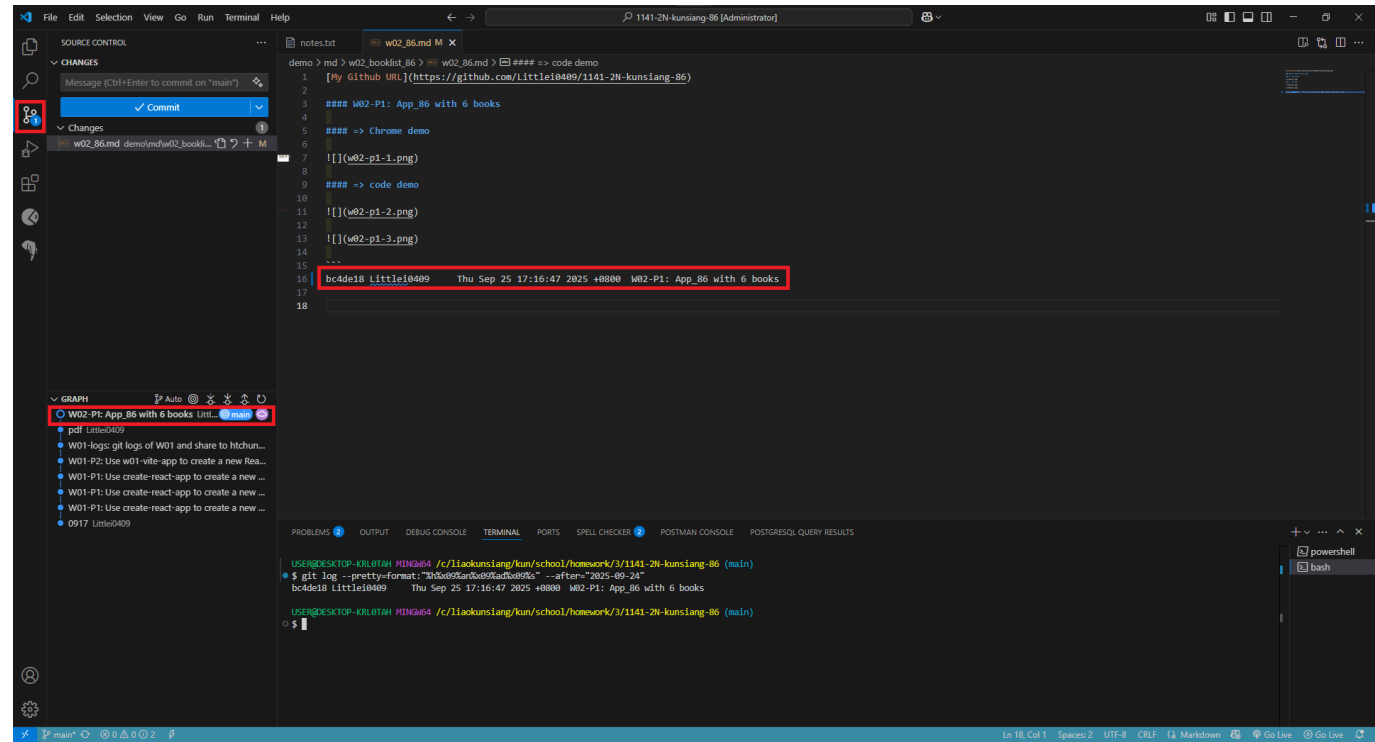 File Edit Selection View Go Run Terminal Help
1141-2N-kunsiang-86 [Administrator]
SOURCE CONTROL
CHANGES
Message (Ctrl+Enter to commit on "main")
Commit
Changes 1
w02_86.md demo\md\w02_bookli... M
GRAPH Auto
W02-P1: App_86 with 6 books Littl... main
pdf Littlei0409
W01-logs: git logs of W01 and share to htchun...
W01-P2: Use w01-vite-app to create a new Rea...
W01-P1: Use create-react-app to create a new ...
W01-P1: Use create-react-app to create a new ...
W01-P1: Use create-react-app to create a new ...
0917 Littlei0409
notes.txt w02_86.md M
demo > md > w02_booklist_86 > w02_86.md > #### => code demo
1 [My Github URL](https://github.com/Littlei0409/1141-2N-kunsiang-86)
2
3 #### W02-P1: App_86 with 6 books
4
5 #### => Chrome demo
6
7 ![](w02-p1-1.png)
8
9 #### => code demo
10
11 ![](w02-p1-2.png)
12
13 ![](w02-p1-3.png)
14
15 ```
16 bc4de18 Littlei0409 Thu Sep 25 17:16:47 2025 +0800 W02-P1: App_86 with 6 books
17
18
PROBLEMS 2 OUTPUT DEBUG CONSOLE TERMINAL PORTS SPELL CHECKER 2 POSTMAN CONSOLE POSTGRESQL QUERY RESULTS
USER@DESKTOP-KRL0TAH MINGW64 /c/liaokunsiang/kun/school/homework/3/1141-2N-kunsiang-86 (main)
$ git log --pretty=format:"%h%x09%an%x09%ad%x09%s" --after="2025-09-24"
bc4de18 Littlei0409 Thu Sep 25 17:16:47 2025 +0800 W02-P1: App_86 with 6 books
USER@DESKTOP-KRL0TAH MINGW64 /c/liaokunsiang/kun/school/homework/3/1141-2N-kunsiang-86 (main)
$
powershell
bash
main* 0 0 2
Ln 18, Col 1 Spaces: 2 UTF-8 CRLF Markdown Go Live Go Live